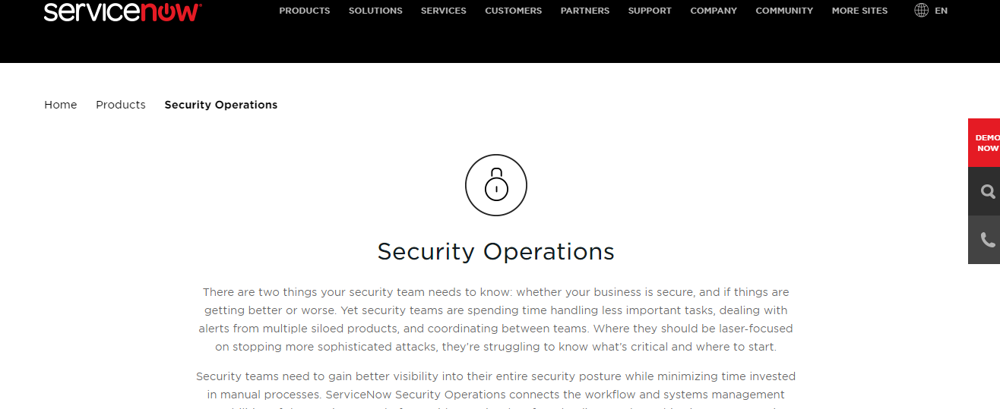 servicenow
PRODUCTS SOLUTIONS SERVICES CUSTOMERS PARTNERS SUPPORT COMPANY COMMUNITY MORE SITES EN
Home Products Security Operations
DEMO
NOW
Security Operations
There are two things your security team needs to know: whether your business is secure, and if things are
getting better or worse. Yet security teams are spending time handling less important tasks, dealing with
alerts from multiple siloed products, and coordinating between teams. Where they should be laser-focused
on stopping more sophisticated attacks, they're struggling to know what's critical and where to start.
Security teams need to gain better visibility into their entire security posture while minimizing time invested
in manual processes. ServiceNow Security Operations connects the workflow and systems management